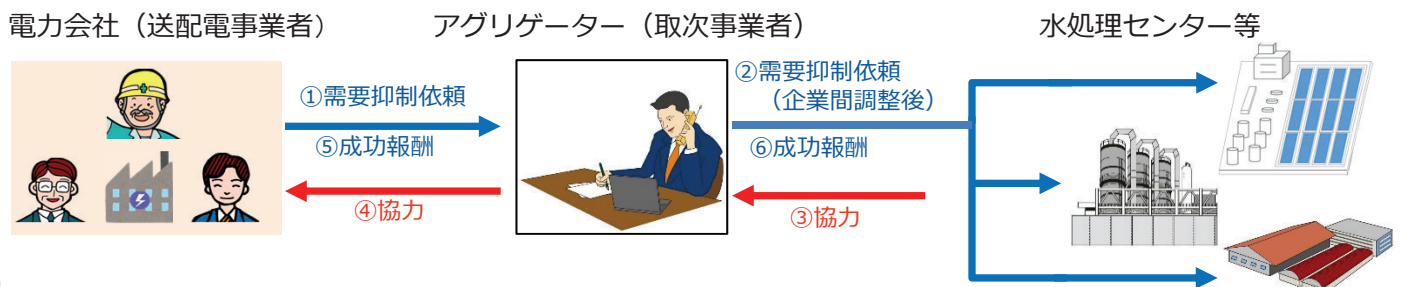 電力会社（送配電事業者）
アグリゲーター（取次事業者）
水処理センター等
①需要抑制依頼
⑤成功報酬
④協力
②需要抑制依頼
（企業間調整後）
⑥成功報酬
③協力